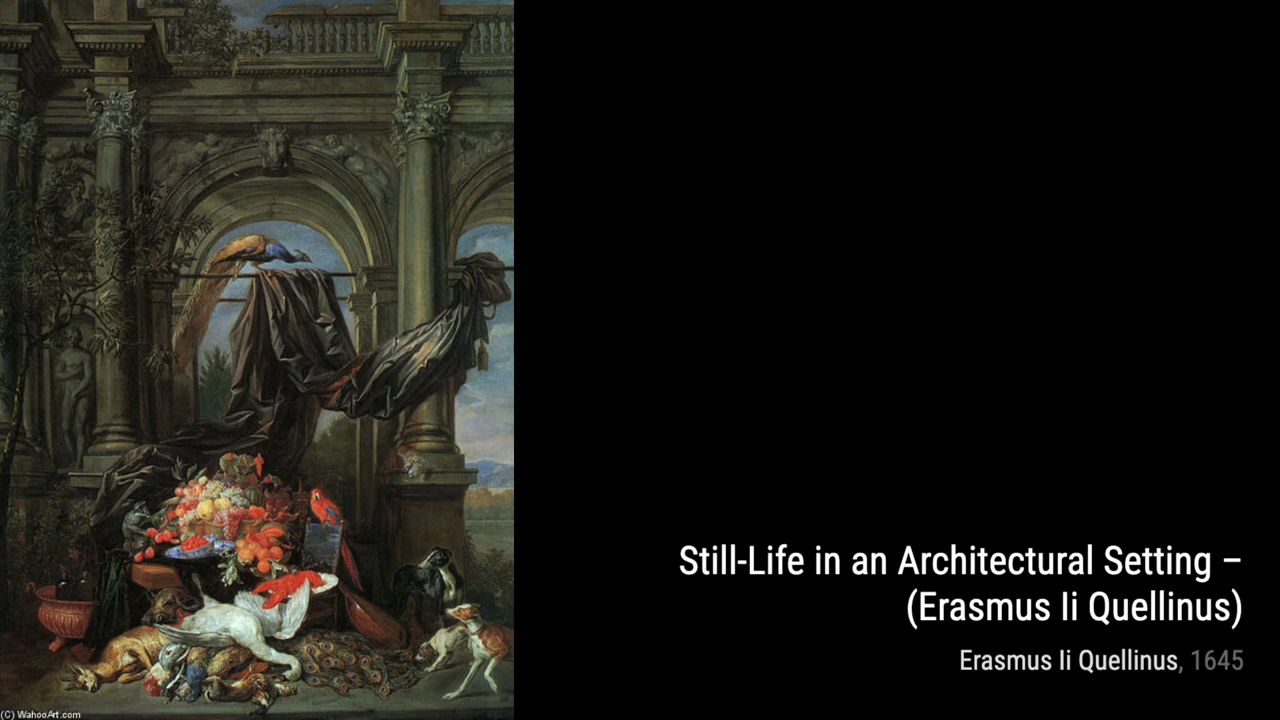 Still-Life in an Architectural Setting –
(Erasmus Ii Quellinus)
Erasmus Ii Quellinus, 1645
(C) WahooArt.com